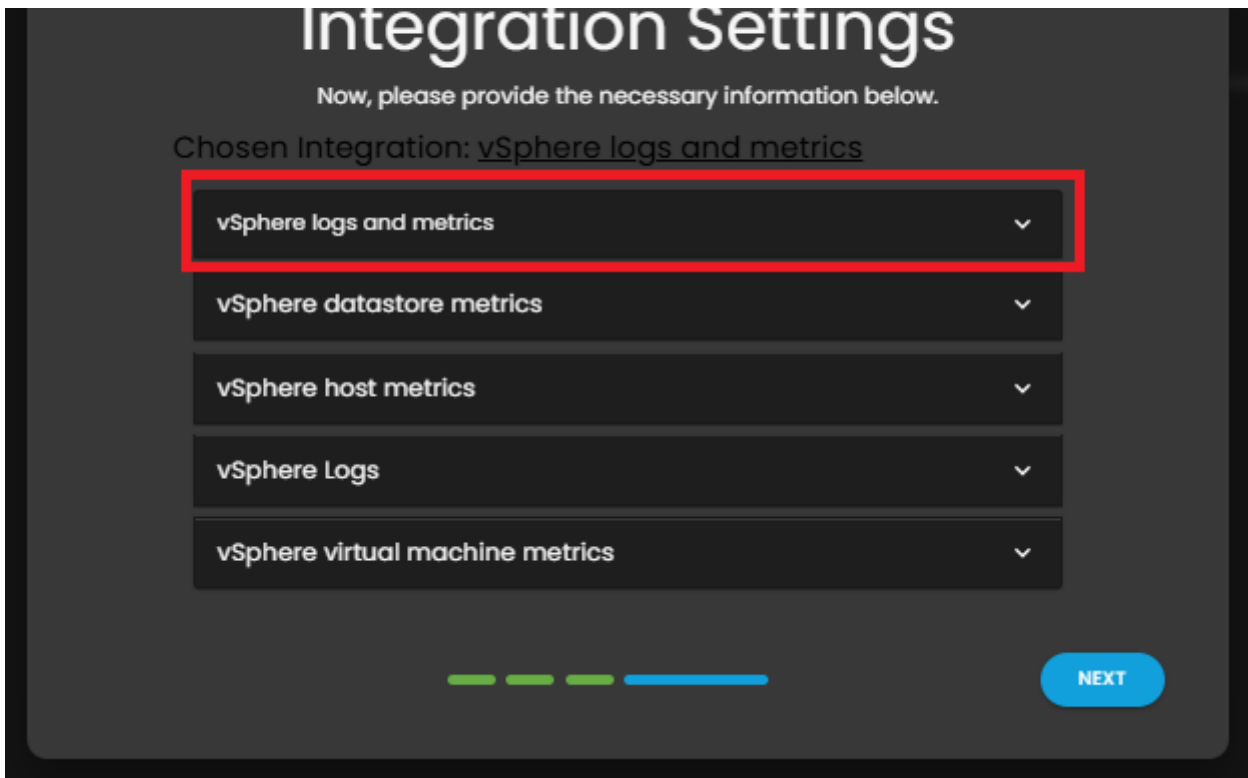 Integration Settings
Now, please provide the necessary information below.
Chosen Integration: vSphere logs and metrics
vSphere logs and metrics
vSphere datastore metrics
vSphere host metrics
vSphere Logs
vSphere virtual machine metrics
NEXT